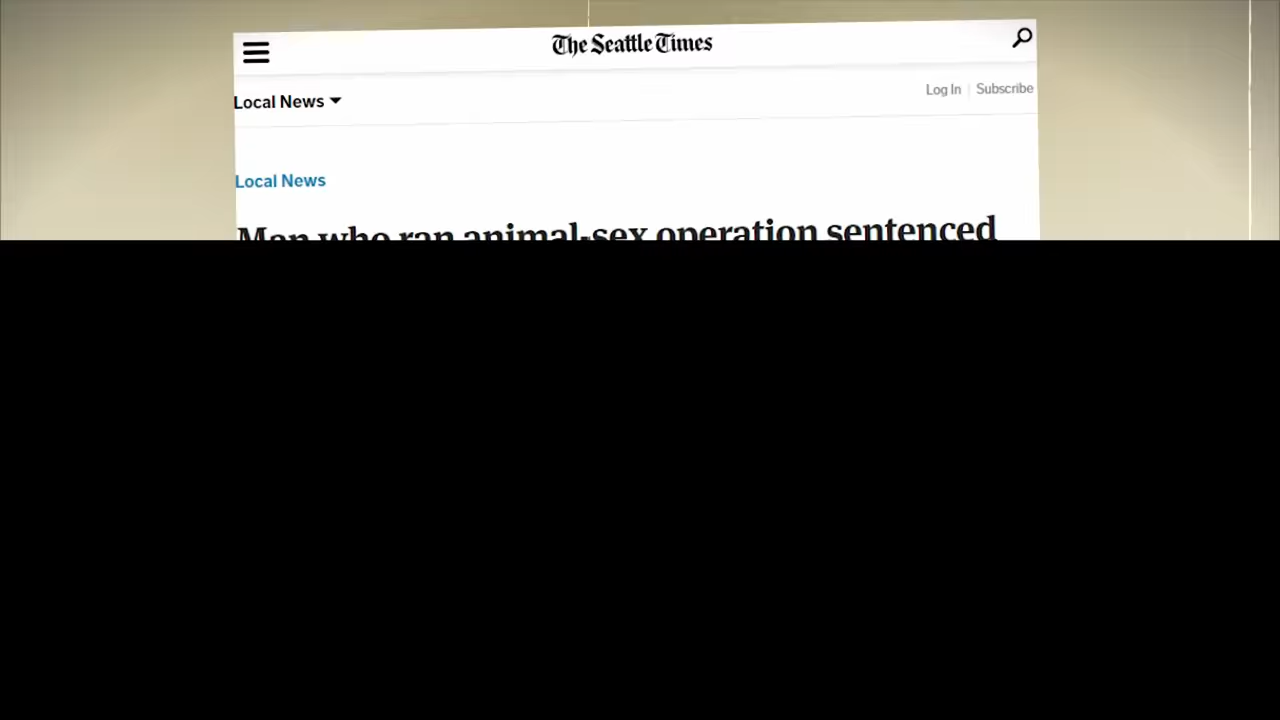 The Seattle Times
Local News
Log In | Subscribe
Local News
Man who ran animal-sex operation sentenced